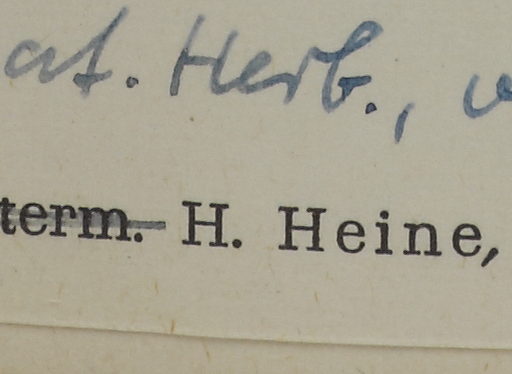 at. Herb.,
term. H. Heine,